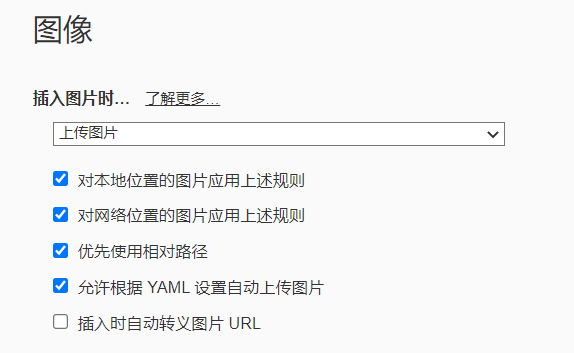 图像
插入图片时... 了解更多...
上传图片
对本地位置的图片应用上述规则
对网络位置的图片应用上述规则
优先使用相对路径
允许根据 YAML 设置自动上传图片
插入时自动转义图片 URL